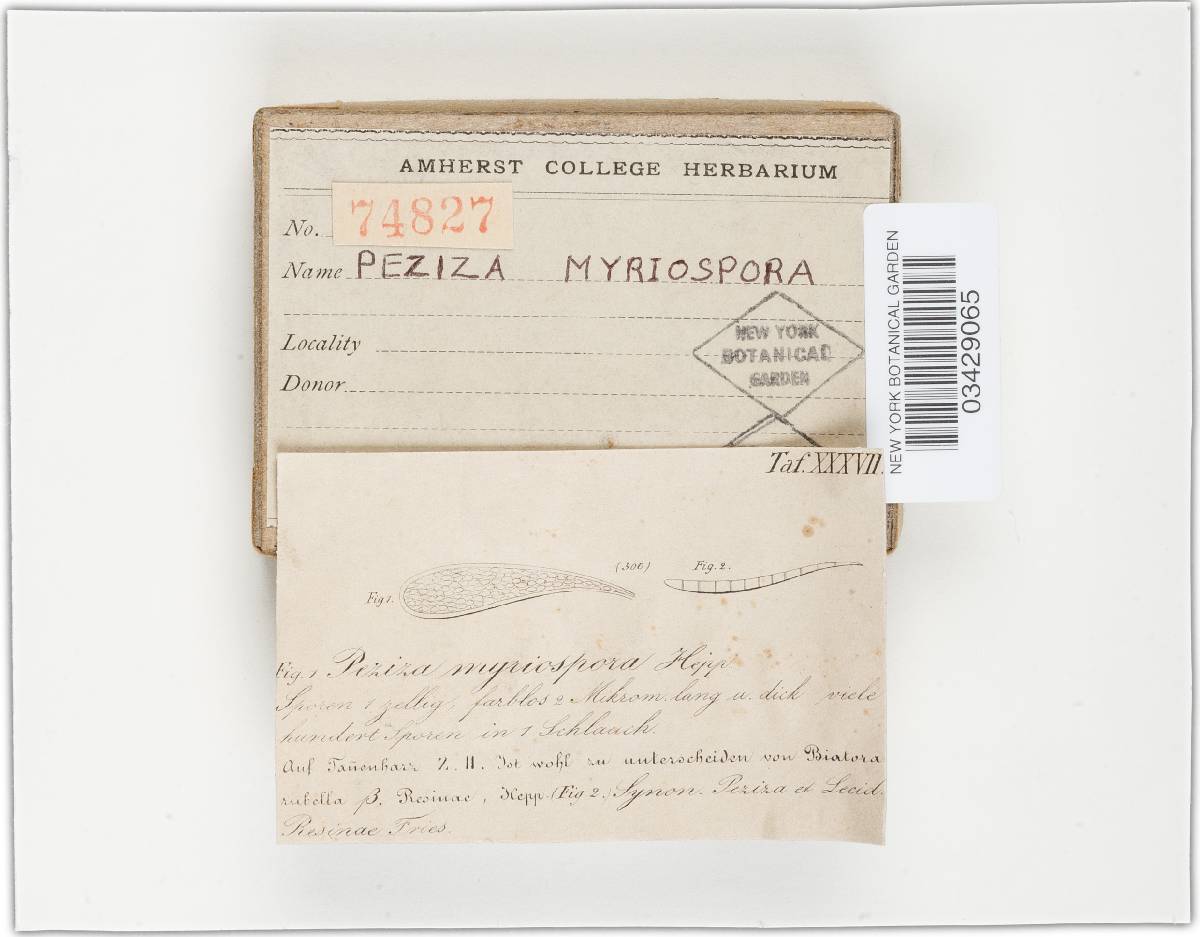 AMHERST COLLEGE HERBARIUM
No. 74827
Name PEZIZA MYRIOSPORA
Locality
Donor
NEW YORK
BOTANICAL
GARDEN
NEW YORK BOTANICAL GARDEN
03429065
Taf. XXXVII.
Fig. 1. (300) Fig. 2.
Fig. 1 Peziza myriospora Hepp
Sporen 1 zellig, farblos 2 Mikrom. lang u. dick viele
hundert Sporen in 1 Schlauch.
Auf Tañenharz Z. H. Ist wohl zu unterscheiden von Biatora
rubella β. Resinae, Hepp. (Fig 2.) Synon. Peziza et Lecid.
Resinae Fries.